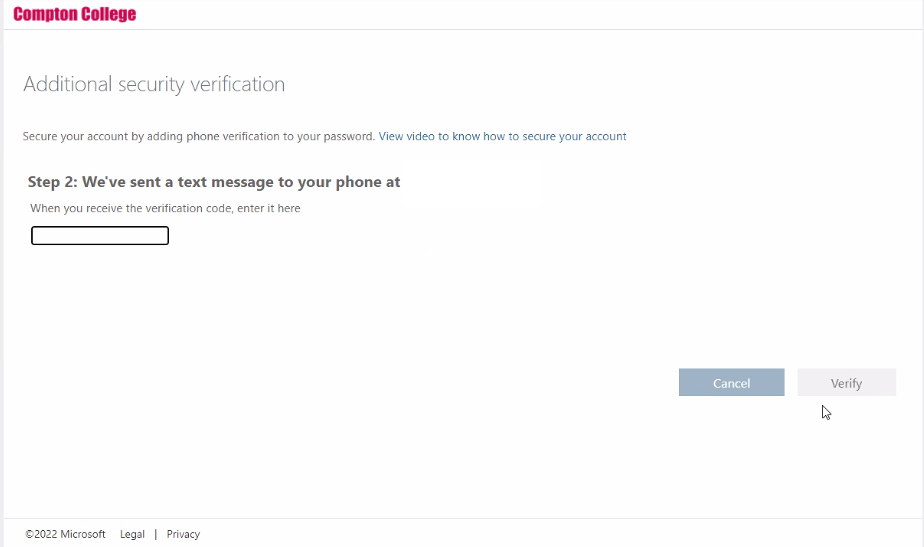 Compton College
Additional security verification
Secure your account by adding phone verification to your password. View video to know how to secure your account
Step 2: We've sent a text message to your phone at
When you receive the verification code, enter it here
Cancel Verify
©2022 Microsoft Legal | Privacy